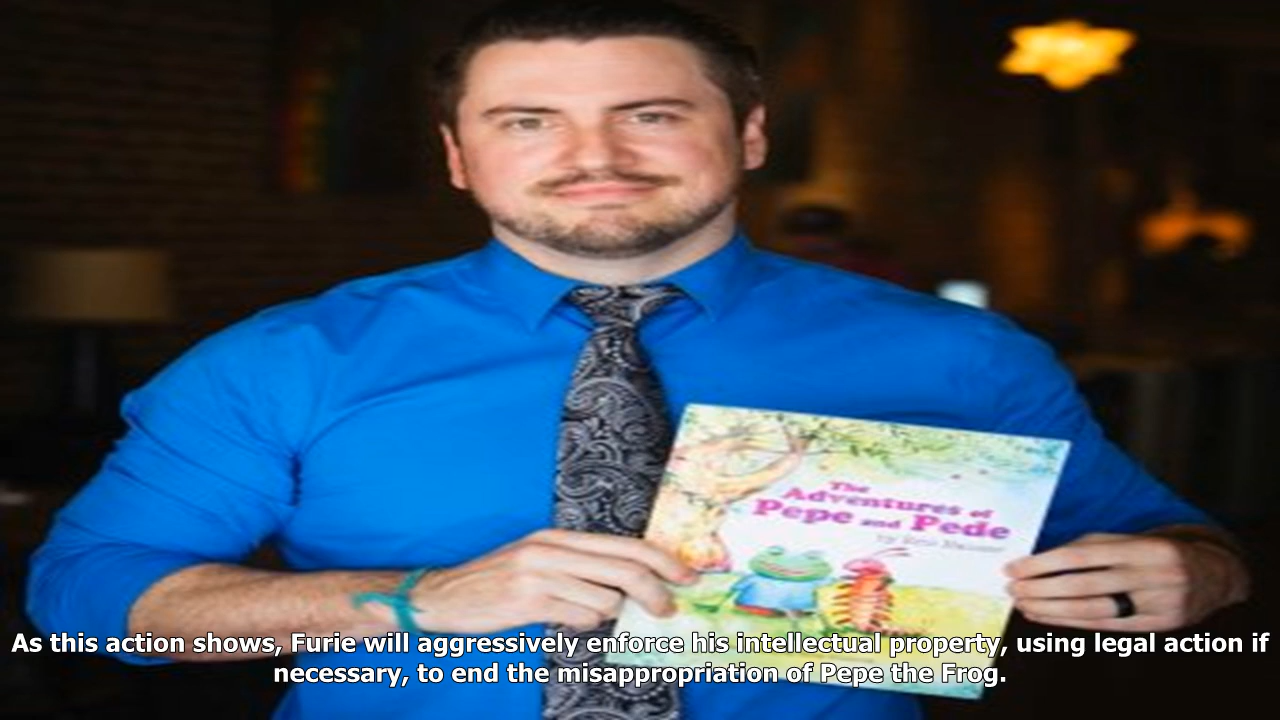 The
Adventures of
Pepe and Pede
by
As this action shows, Furie will aggressively enforce his intellectual property, using legal action if
necessary, to end the misappropriation of Pepe the Frog.